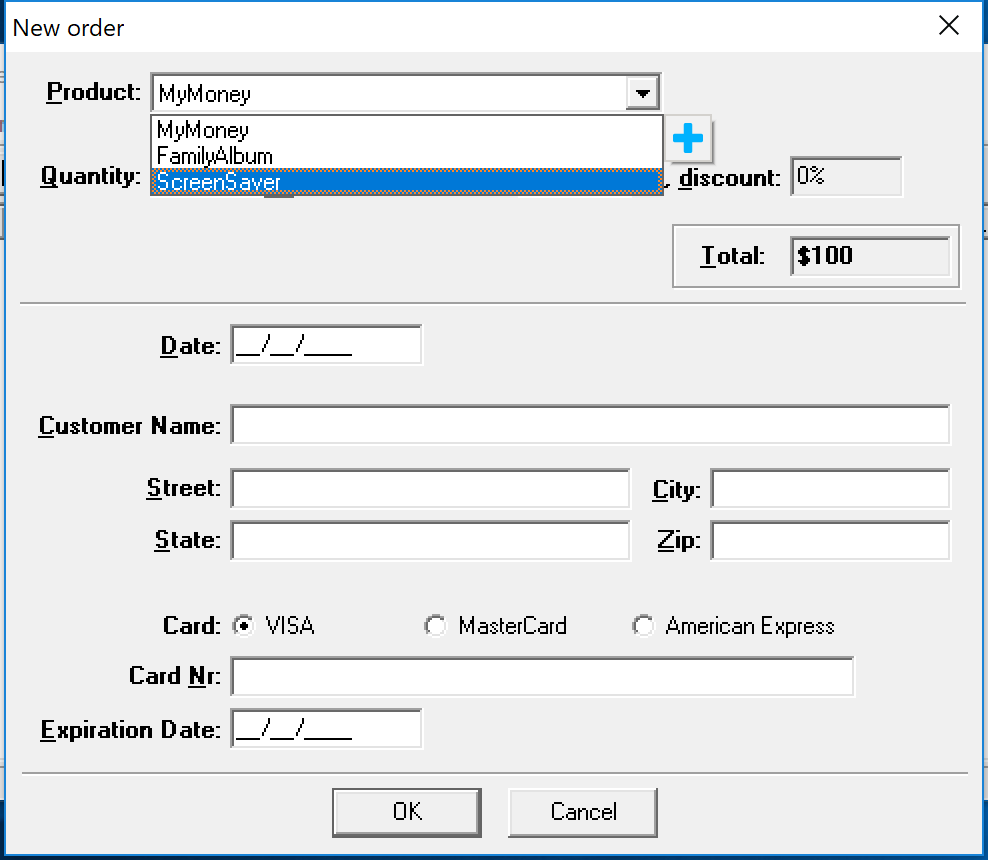 New order
Product: MyMoney
MyMoney
FamilyAlbum
Quantity: ScreenSaver , discount: 0%
Total: $100
Date: __/__/____
Customer Name:
Street: City:
State: Zip:
Card: VISA MasterCard American Express
Card Nr:
Expiration Date: __/__/____
OK Cancel